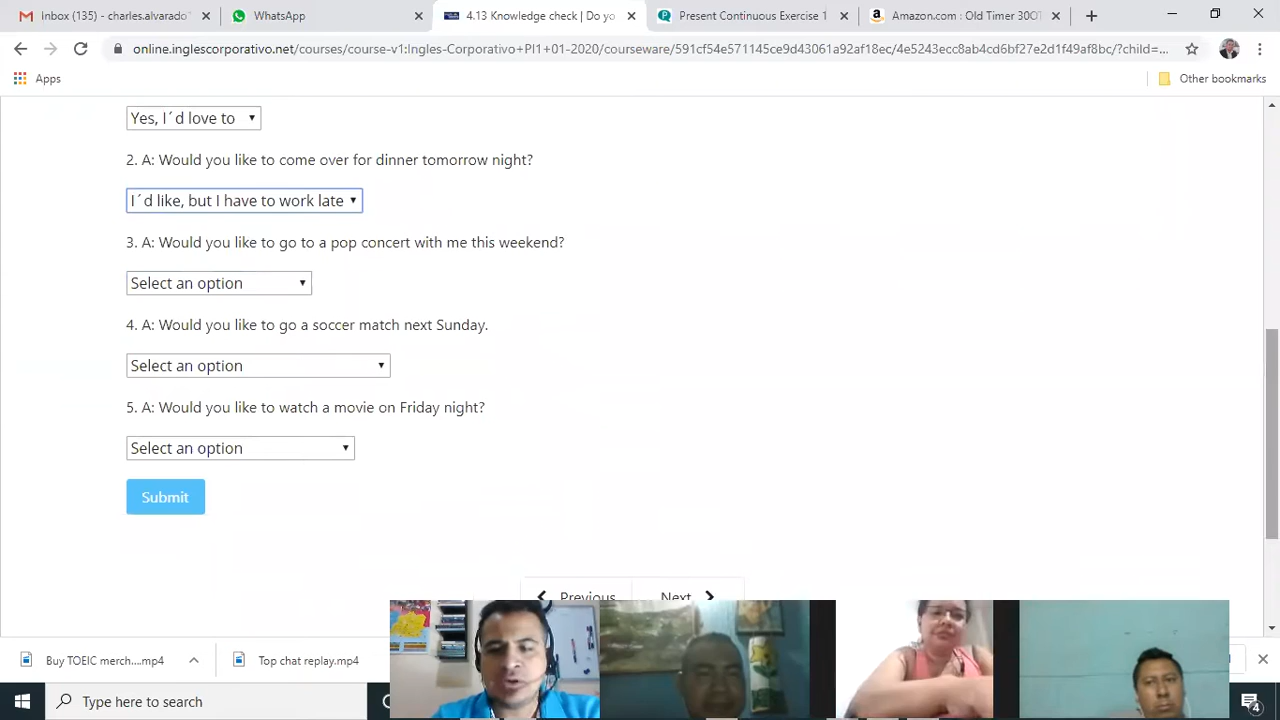 Inbox (135) - charles.alvarado
WhatsApp
4.13 Knowledge check | Do yo
Present Continuous Exercise 1
Amazon.com : Old Timer 30OT
online.inglescorporativo.net/courses/course-v1:Ingles-Corporativo+PI1+01-2020/courseware/591cf54e571145ce9d43061a92af18ec/4e5243ecc8ab4cd6bf27e2d1f49af8bc/?child=...
Apps
Other bookmarks
Yes, I´d love to
2. A: Would you like to come over for dinner tomorrow night?
I´d like, but I have to work late
3. A: Would you like to go to a pop concert with me this weekend?
Select an option
4. A: Would you like to go a soccer match next Sunday.
Select an option
5. A: Would you like to watch a movie on Friday night?
Select an option
Submit
Previous
Next
Buy TOEIC merch....mp4
Top chat replay.mp4
Type here to search
4